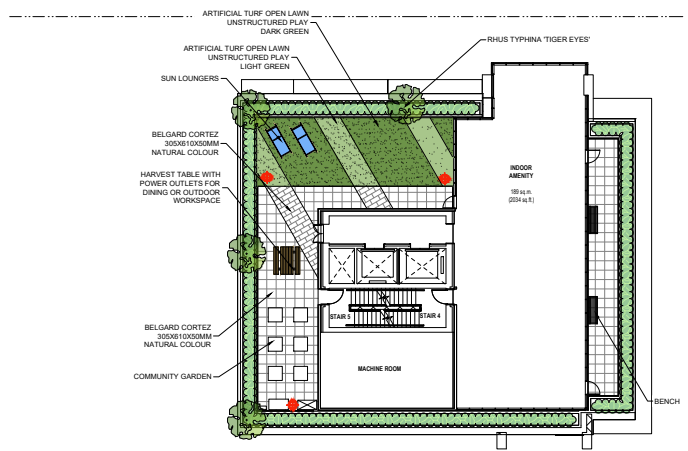 ARTIFICIAL TURF OPEN LAWN
UNSTRUCTURED PLAY
DARK GREEN
ARTIFICIAL TURF OPEN LAWN
UNSTRUCTURED PLAY
LIGHT GREEN
RHUS TYPHINA 'TIGER EYES'
SUN LOUNGERS
BELGARD CORTEZ
305X610X50MM
NATURAL COLOUR
HARVEST TABLE WITH
POWER OUTLETS FOR
DINING OR OUTDOOR
WORKSPACE
INDOOR
AMENITY
189 sq.m.
(2034 sq.ft.)
STAIR 5
STAIR 4
BELGARD CORTEZ
305X610X50MM
NATURAL COLOUR
MACHINE ROOM
COMMUNITY GARDEN
BENCH